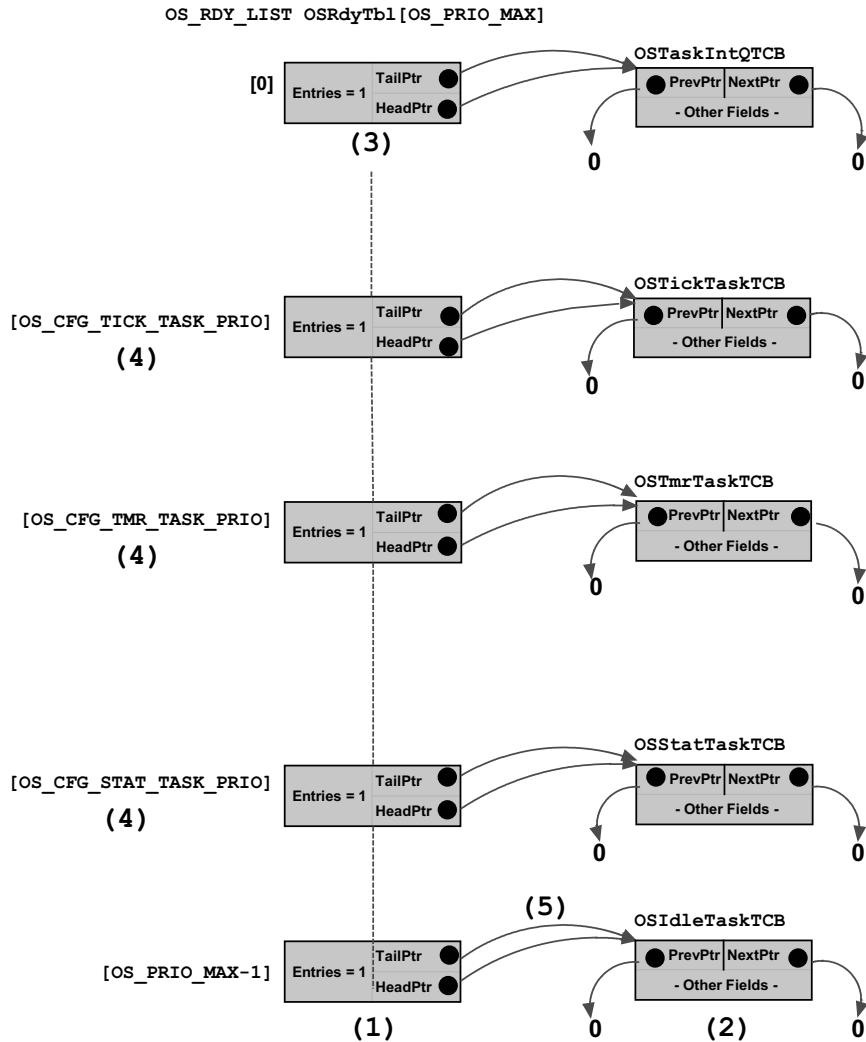 OS_RDY_LIST OSRdyTbl[OS_PRIO_MAX]
OSTaskIntQTCB
[0]
Entries = 1
TailPtr
HeadPtr
PrevPtr
NextPtr
- Other Fields -
(3)
0
0
OSTickTaskTCB
[OS_CFG_TICK_TASK_PRIO]
(4)
Entries = 1
TailPtr
HeadPtr
PrevPtr
NextPtr
- Other Fields -
0
0
OSTmrTaskTCB
[OS_CFG_TMR_TASK_PRIO]
(4)
Entries = 1
TailPtr
HeadPtr
PrevPtr
NextPtr
- Other Fields -
0
0
OSStatTaskTCB
[OS_CFG_STAT_TASK_PRIO]
(4)
Entries = 1
TailPtr
HeadPtr
PrevPtr
NextPtr
- Other Fields -
0
0
(5)
OSIdleTaskTCB
[OS_PRIO_MAX-1]
Entries = 1
TailPtr
HeadPtr
PrevPtr
NextPtr
- Other Fields -
(1)
0
(2)
0